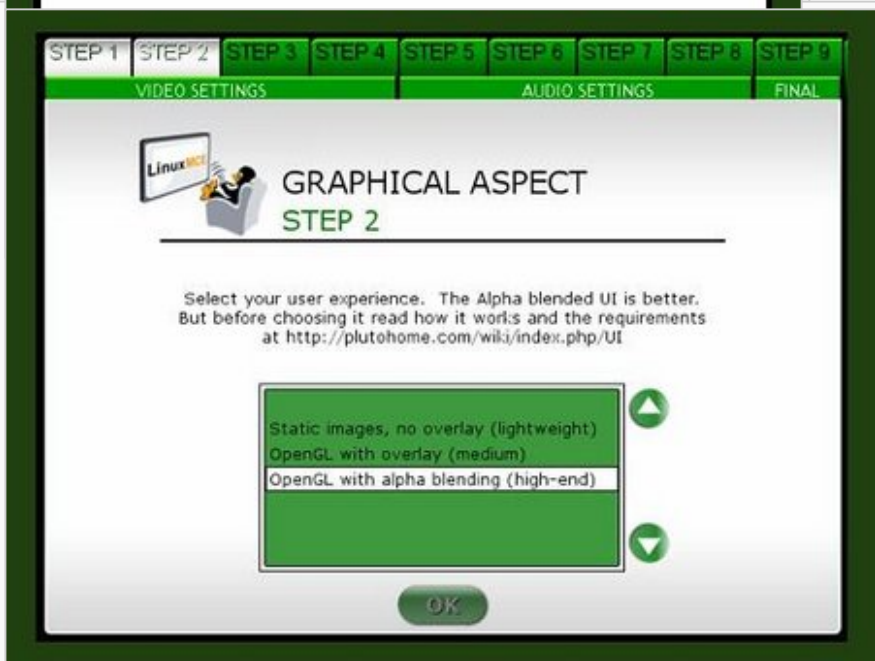 STEP 1 STEP 2 STEP 3 STEP 4 STEP 5 STEP 6 STEP 7 STEP 8 STEP 9
VIDEO SETTINGS AUDIO SETTINGS FINAL
LinuxMCE
GRAPHICAL ASPECT
STEP 2
Select your user experience. The Alpha blended UI is better.
But before choosing it read how it works and the requirements
at http://plutohome.com/wiki/index.php/UI
Static images, no overlay (lightweight)
OpenGL with overlay (medium)
OpenGL with alpha blending (high-end)
OK